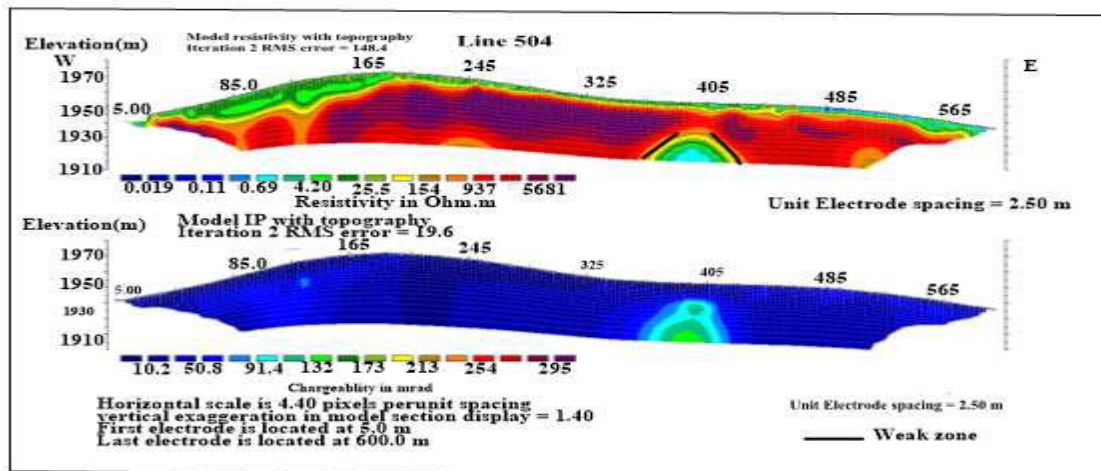 Elevation(m)
Model resistivity with topography
Iteration 2 RMS error = 148.4
Line 504
W
E
1970
1950
1930
1910
5.00
85.0
165
245
325
405
485
565
0.019 0.11 0.69 4.20 25.5 154 937 5681
Resistivity in Ohm.m
Unit Electrode spacing = 2.50 m
Elevation(m)
Model IP with topography
Iteration 2 RMS error = 19.6
1970
1950
1930
1910
5.00
85.0
165
245
325
405
485
565
10.2 50.8 91.4 132 173 213 254 295
Chargeablity in mrad
Horizontal scale is 4.40 pixels perunit spacing
vertical exaggeration in model section display = 1.40
First electrode is located at 5.0 m
Last electrode is located at 600.0 m
Unit Electrode spacing = 2.50 m
Weak zone